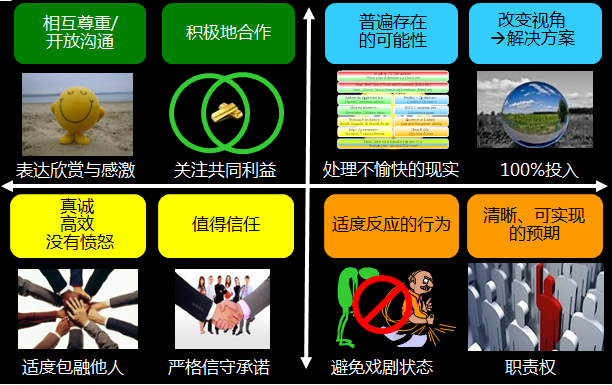 相互尊重/
开放沟通
积极地合作
普遍存在
的可能性
改变视角
→解决方案
表达欣赏与感激
关注共同利益
处理不愉快的现实
100%投入
真诚
高效
没有愤怒
值得信任
适度反应的行为
清晰、可实现
的预期
适度包融他人
严格信守承诺
避免戏剧状态
职责权